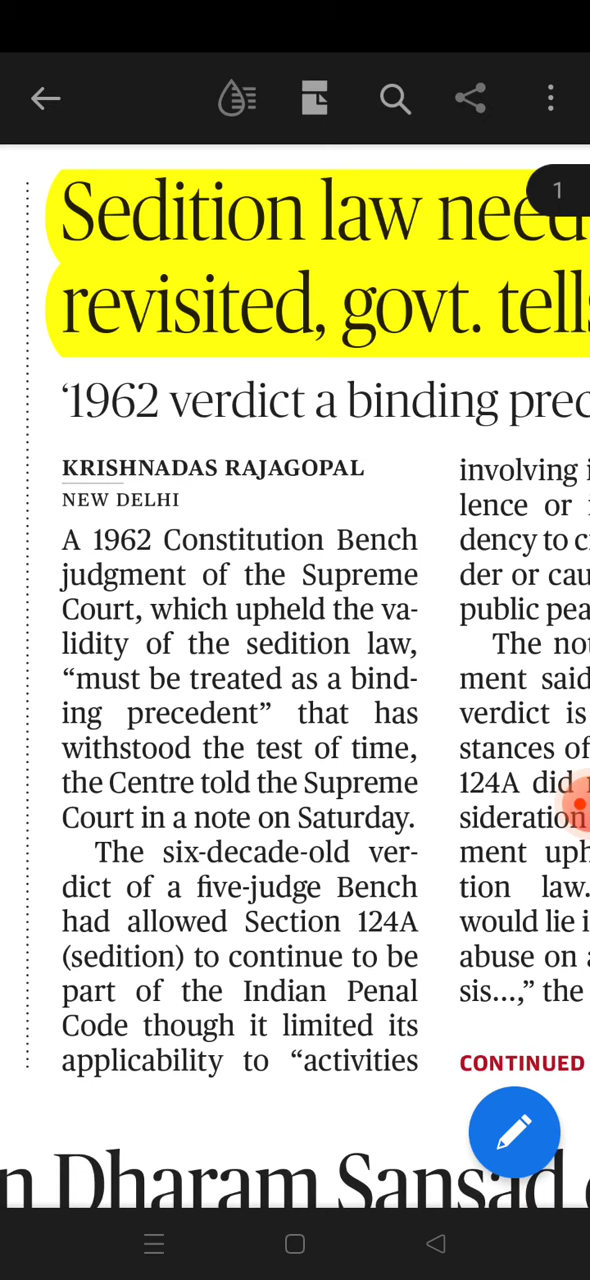 1
Sedition law need
revisited, govt. tell
‘1962 verdict a binding prec
KRISHNADAS RAJAGOPAL
NEW DELHI
A 1962 Constitution Bench
judgment of the Supreme
Court, which upheld the va-
lidity of the sedition law,
“must be treated as a bind-
ing precedent” that has
withstood the test of time,
the Centre told the Supreme
Court in a note on Saturday.
The six-decade-old ver-
dict of a five-judge Bench
had allowed Section 124A
(sedition) to continue to be
part of the Indian Penal
Code though it limited its
applicability to “activities
involving i
lence or
dency to c
der or cau
public pea
The not
ment said
verdict is
stances of
124A did
sideration
ment uph
tion law.
would lie i
abuse on a
sis...,” the
CONTINUED
n Dharam Sansad